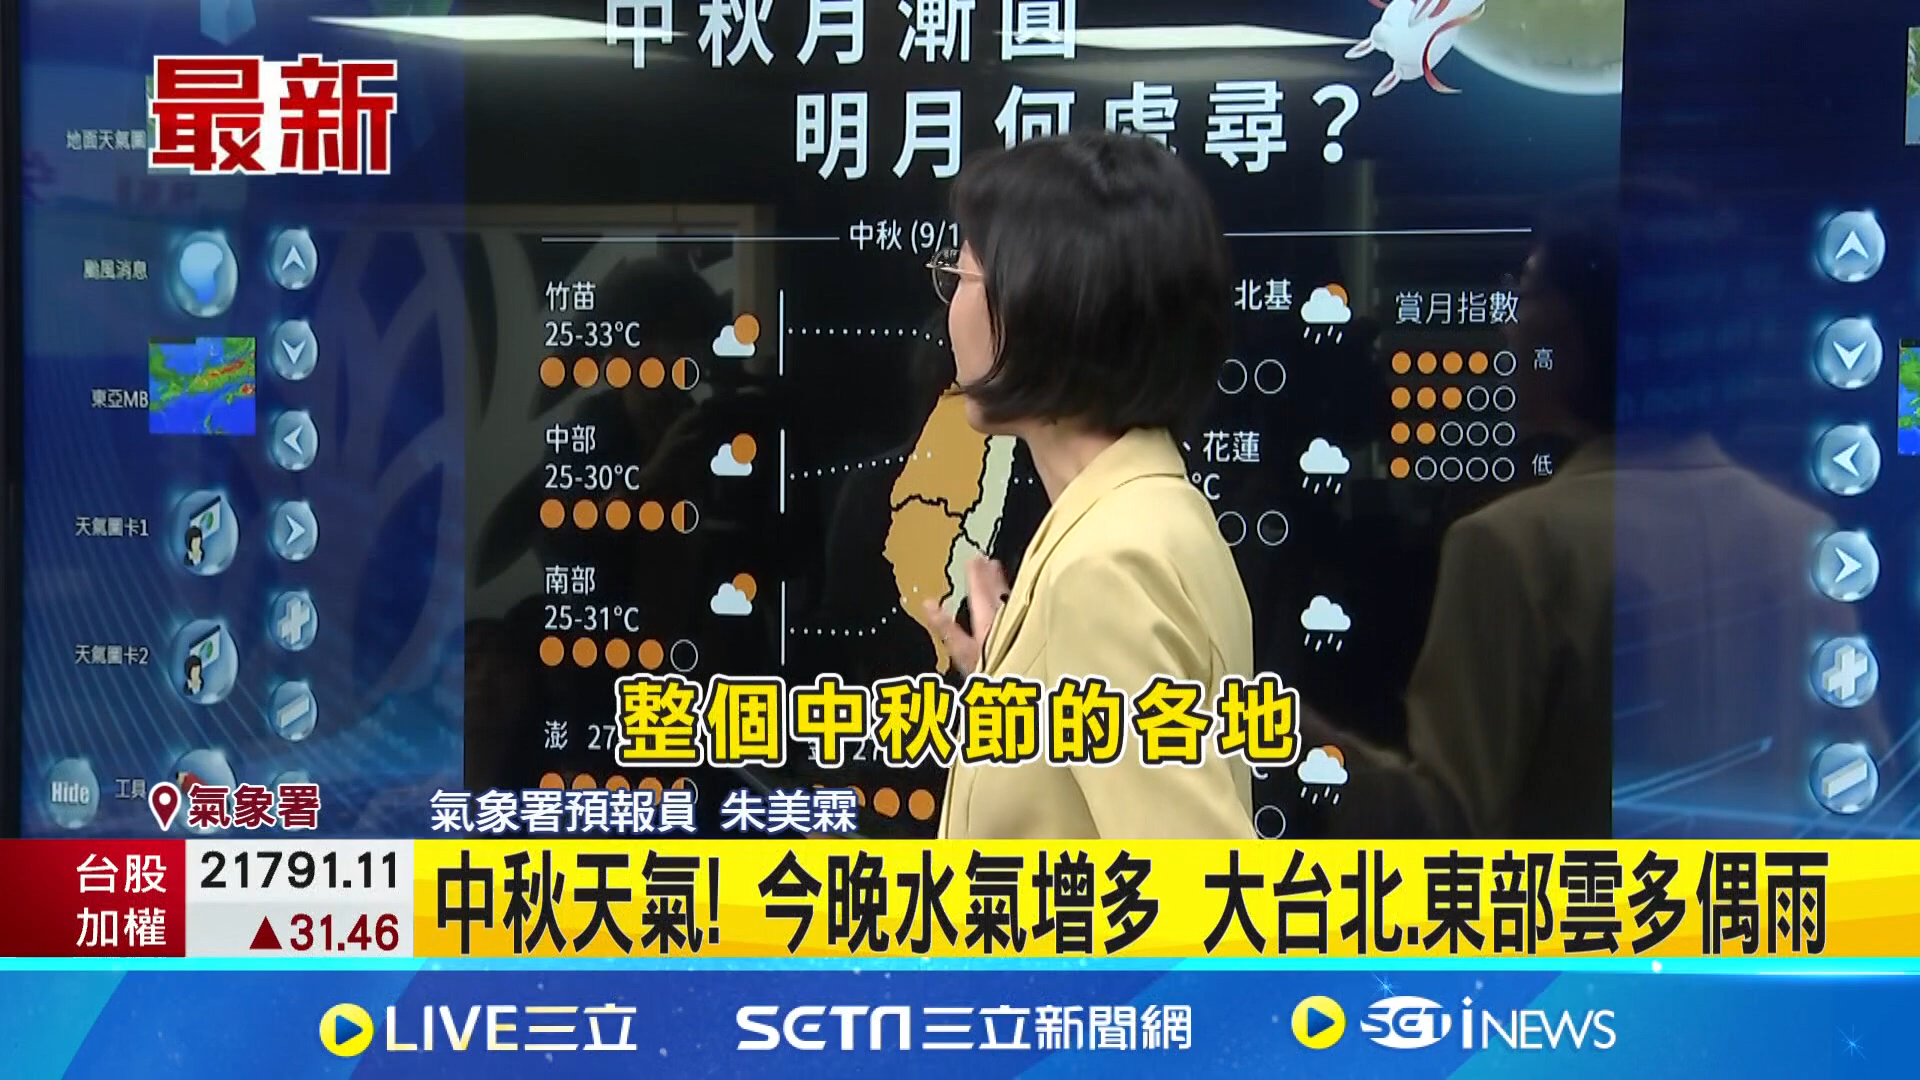 中秋月漸圓
明月何處尋?
最新
地面天氣圖
颱風消息
東亞MB
天氣圖卡1
天氣圖卡2
Hide
工具
中秋 (9/1
竹苗
25-33°C
中部
25-30°C
南部
25-31°C
澎 27
27
北基
、花蓮
°C
賞月指數
高
低
整個中秋節的各地
氣象署
氣象署預報員 朱美霖
台股
加權
21791.11
▲31.46
中秋天氣! 今晚水氣增多 大台北.東部雲多偶雨
LIVE三立
SETN三立新聞網
SET iNEWS